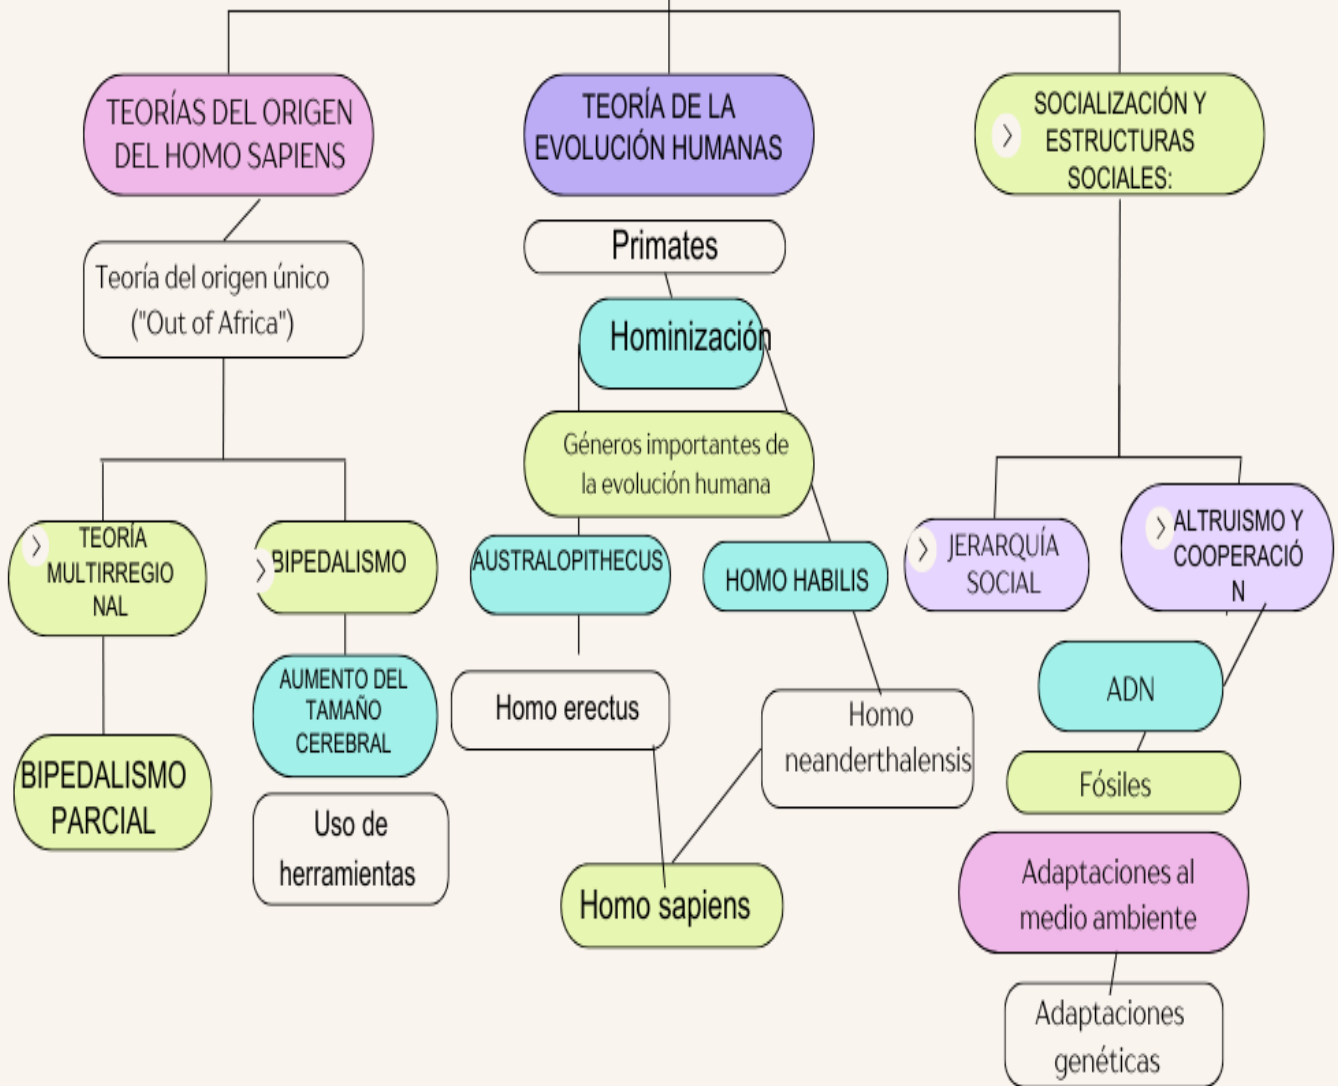 TEORÍAS DEL ORIGEN
DEL HOMO SAPIENS
TEORÍA DE LA
EVOLUCIÓN HUMANAS
SOCIALIZACIÓN Y
ESTRUCTURAS
SOCIALES:
Teoría del origen único
("Out of Africa")
Primates
Hominización
Géneros importantes de
la evolución humana
TEORÍA
MULTIRREGIO
NAL
BIPEDALISMO
AUSTRALOPITHECUS
HOMO HABILIS
JERARQUÍA
SOCIAL
ALTRUISMO Y
COOPERACIÓ
N
BIPEDALISMO
PARCIAL
AUMENTO DEL
TAMAÑO
CEREBRAL
Uso de
herramientas
Homo erectus
Homo
neanderthalensis
Homo sapiens
ADN
Fósiles
Adaptaciones al
medio ambiente
Adaptaciones
genéticas